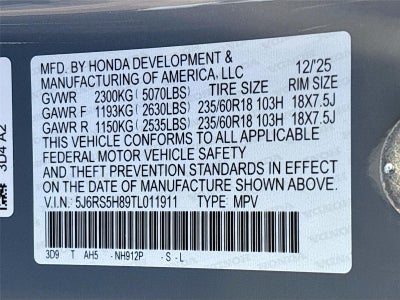 MFD. BY HONDA DEVELOPMENT &
MANUFACTURING OF AMERICA, LLC 12/'25
GVWR 2300KG (5070LBS) TIRE SIZE RIM SIZE
GAWR F 1193KG (2630LBS) 235/60R18 103H 18X7.5J
GAWR R 1150KG (2535LBS) 235/60R18 103H 18X7.5J
THIS VEHICLE CONFORMS TO ALL APPLICABLE
FEDERAL MOTOR VEHICLE SAFETY
AND THEFT PREVENTION STANDARDS IN EFFECT
ON THE DATE OF MANUFACTURE SHOWN ABOVE.
V.I.N. 5J6RS5H89TL011911 TYPE: MPV
3D9 T AH5 -NH912P -S -L
3D4 A2